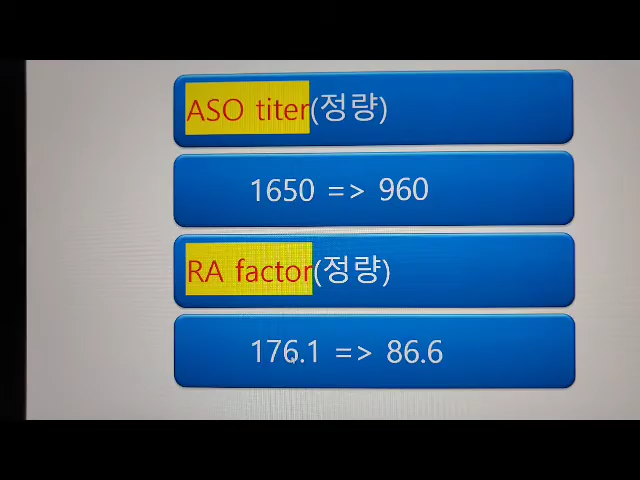 ASO titer(정량)
1650 => 960
RA factor(정량)
176.1 => 86.6